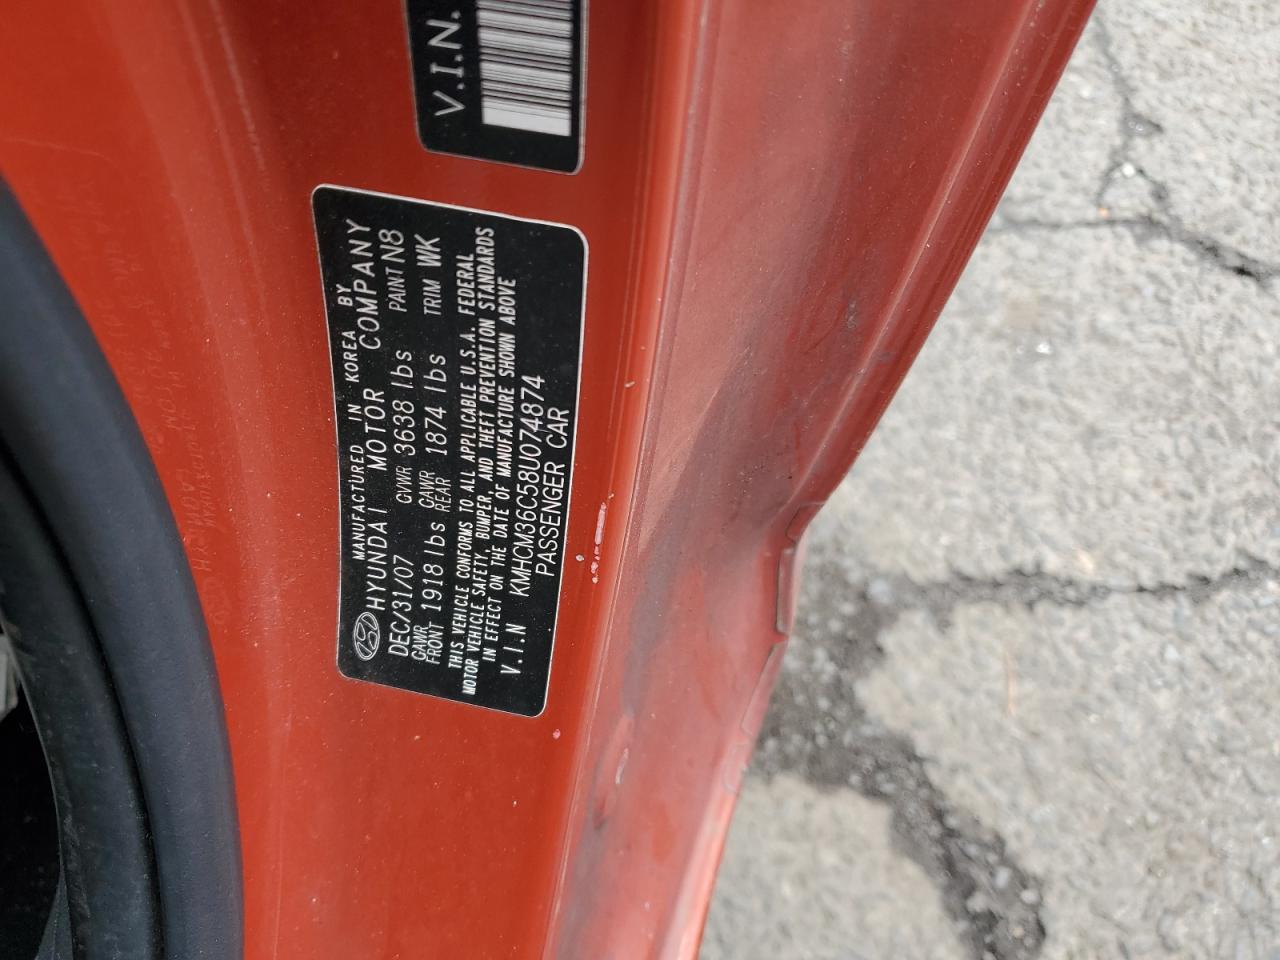 V.I.N.
MANUFACTURED IN KOREA BY
HYUNDAI MOTOR COMPANY
DEC/31/07 GVWR 3638 lbs PAINT N8
GAWR FRONT 1918 lbs GAWR REAR 1874 lbs TRIM WK
THIS VEHICLE CONFORMS TO ALL APPLICABLE U.S.A. FEDERAL
MOTOR VEHICLE SAFETY, BUMPER, AND THEFT PREVENTION STANDARDS
IN EFFECT ON THE DATE OF MANUFACTURE SHOWN ABOVE
V.I.N KMHCM36C58U074874
PASSENGER CAR